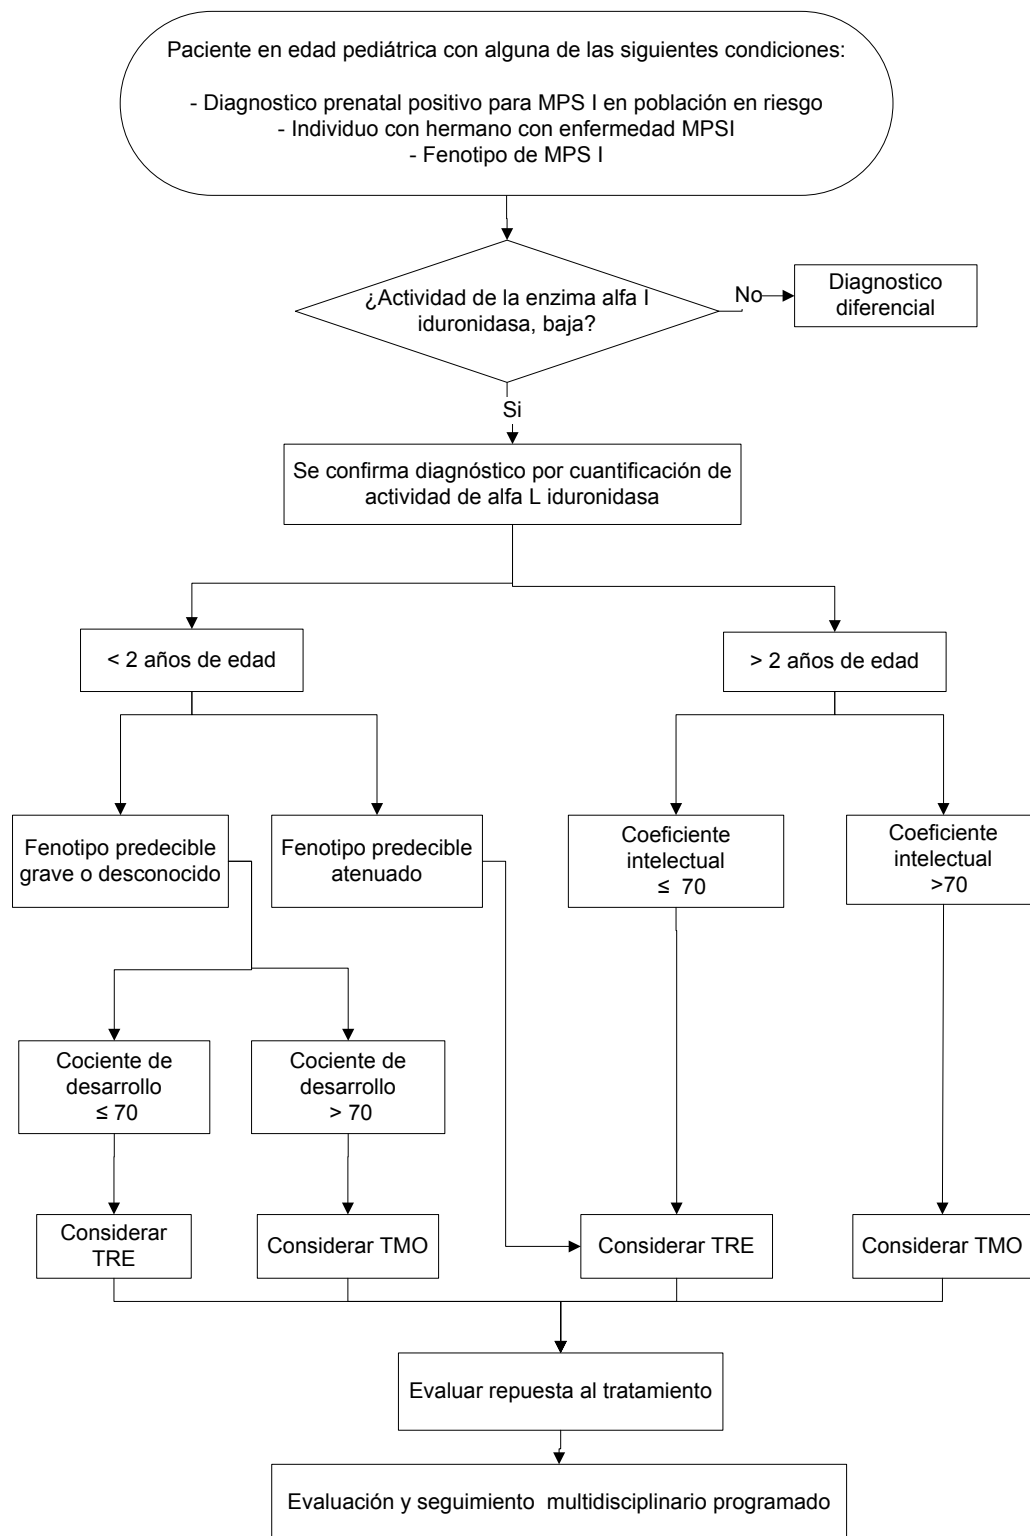 Paciente en edad pediátrica con alguna de las siguientes condiciones:
- Diagnostico prenatal positivo para MPS I en población en riesgo
- Individuo con hermano con enfermedad MPSI
- Fenotipo de MPS I
¿Actividad de la enzima alfa l
iduronidasa, baja?
No
Diagnostico
diferencial
Si
Se confirma diagnóstico por cuantificación de
actividad de alfa L iduronidasa
< 2 años de edad
> 2 años de edad
Fenotipo predecible
grave o desconocido
Fenotipo predecible
atenuado
Coeficiente
intelectual
≤ 70
Coeficiente
intelectual
>70
Cociente de
desarrollo
≤ 70
Cociente de
desarrollo
> 70
Considerar
TRE
Considerar TMO
Considerar TRE
Considerar TMO
Evaluar repuesta al tratamiento
Evaluación y seguimiento multidisciplinario programado